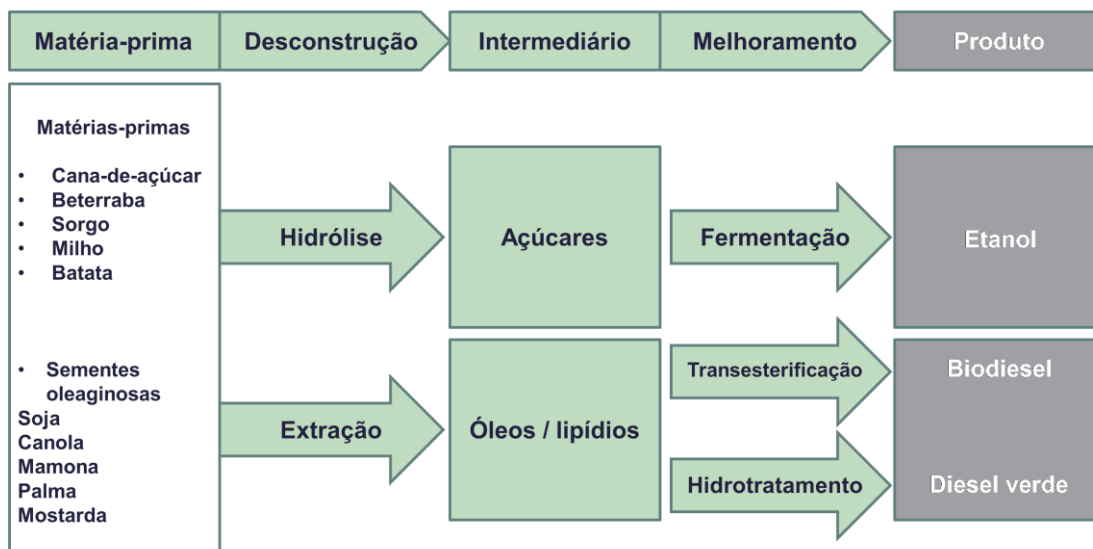 Matéria-prima
Desconstrução
Intermediário
Melhoramento
Produto
Matérias-primas
• Cana-de-açúcar
• Beterraba
• Sorgo
• Milho
• Batata
Hidrólise
Açúcares
Fermentação
Etanol
• Sementes
oleaginosas
Soja
Canola
Mamona
Palma
Mostarda
Extração
Óleos / lipídios
Transesterificação
Biodiesel
Hidrotratamento
Diesel verde